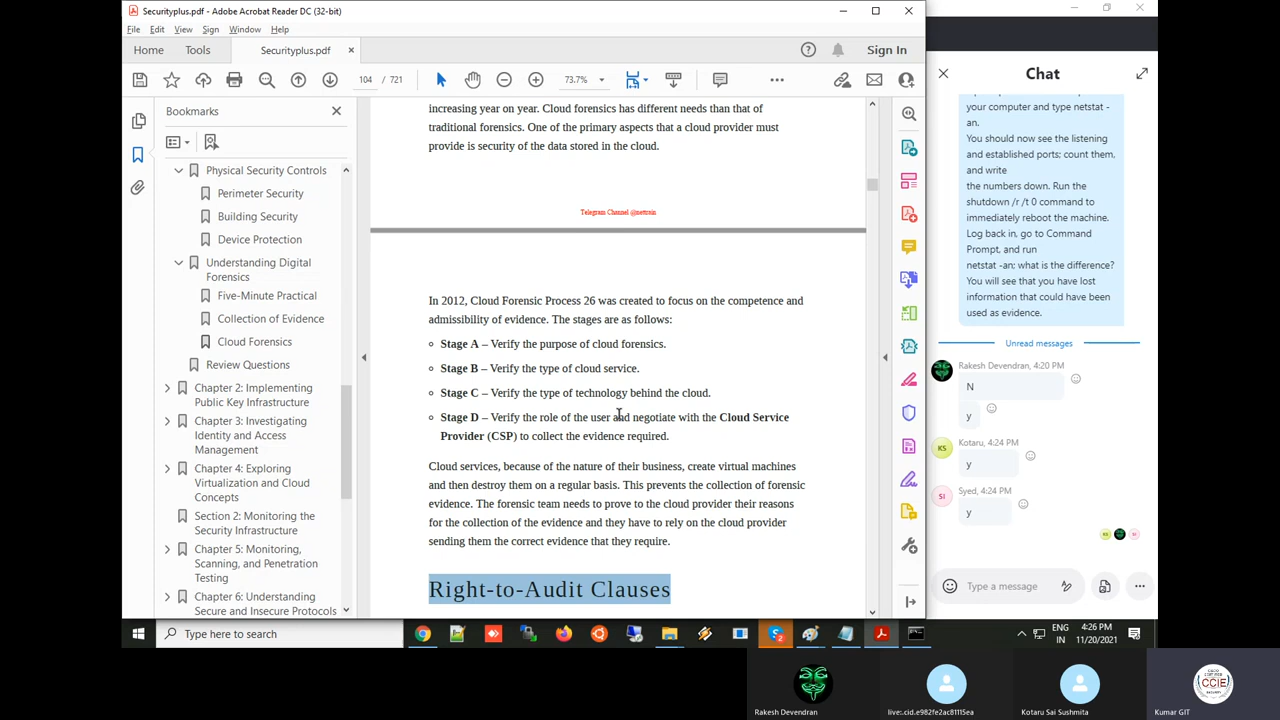 Securityplus.pdf - Adobe Acrobat Reader DC (32-bit)
File Edit View Sign Window Help
Home Tools Securityplus.pdf × Sign In
104 / 721 73.7%
Bookmarks
Physical Security Controls
Perimeter Security
Building Security
Device Protection
Understanding Digital
Forensics
Five-Minute Practical
Collection of Evidence
Cloud Forensics
Review Questions
Chapter 2: Implementing
Public Key Infrastructure
Chapter 3: Investigating
Identity and Access
Management
Chapter 4: Exploring
Virtualization and Cloud
Concepts
Section 2: Monitoring the
Security Infrastructure
Chapter 5: Monitoring,
Scanning, and Penetration
Testing
Chapter 6: Understanding
Secure and Insecure Protocols
increasing year on year. Cloud forensics has different needs than that of
traditional forensics. One of the primary aspects that a cloud provider must
provide is security of the data stored in the cloud.
Telegram Channel @nettrain
In 2012, Cloud Forensic Process 26 was created to focus on the competence and
admissibility of evidence. The stages are as follows:
Stage A – Verify the purpose of cloud forensics.
Stage B – Verify the type of cloud service.
Stage C – Verify the type of technology behind the cloud.
Stage D – Verify the role of the user and negotiate with the Cloud Service
Provider (CSP) to collect the evidence required.
Cloud services, because of the nature of their business, create virtual machines
and then destroy them on a regular basis. This prevents the collection of forensic
evidence. The forensic team needs to prove to the cloud provider their reasons
for the collection of the evidence and they have to rely on the cloud provider
sending them the correct evidence that they require.
Right-to-Audit Clauses
Chat
your computer and type netstat -
an.
You should now see the listening
and established ports; count them,
and write
the numbers down. Run the
shutdown /r /t 0 command to
immediately reboot the machine.
Log back in, go to Command
Prompt, and run
netstat -an; what is the difference?
You will see that you have lost
information that could have been
used as evidence.
Unread messages
Rakesh Devendran, 4:20 PM
N
y
KS Kotaru, 4:24 PM
y
SI Syed, 4:24 PM
y
KS SI
Type a message
Type here to search
ENG 4:26 PM
IN 11/20/2021
CISCO CERTIFIED CCIE SECURITY
Rakesh Devendran live:.cid.e982fe2ac81115ea Kotaru Sai Sushmita Kumar GIT